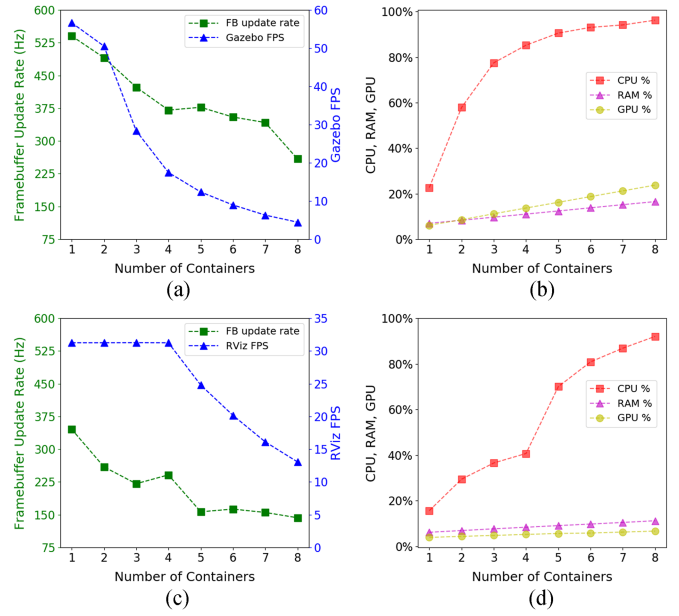 600
525
450
375
300
225
150
75
Framebuffer Update Rate (Hz)
FB update rate
Gazebo FPS
60
50
40
30
20
10
0
Gazebo FPS
1 2 3 4 5 6 7 8
Number of Containers
(a)
100%
80%
60%
40%
20%
0%
CPU, RAM, GPU
CPU %
RAM %
GPU %
1 2 3 4 5 6 7 8
Number of Containers
(b)
600
525
450
375
300
225
150
75
Framebuffer Update Rate (Hz)
FB update rate
RViz FPS
35
30
25
20
15
10
5
0
RViz FPS
1 2 3 4 5 6 7 8
Number of Containers
(c)
100%
80%
60%
40%
20%
0%
CPU, RAM, GPU
CPU %
RAM %
GPU %
1 2 3 4 5 6 7 8
Number of Containers
(d)